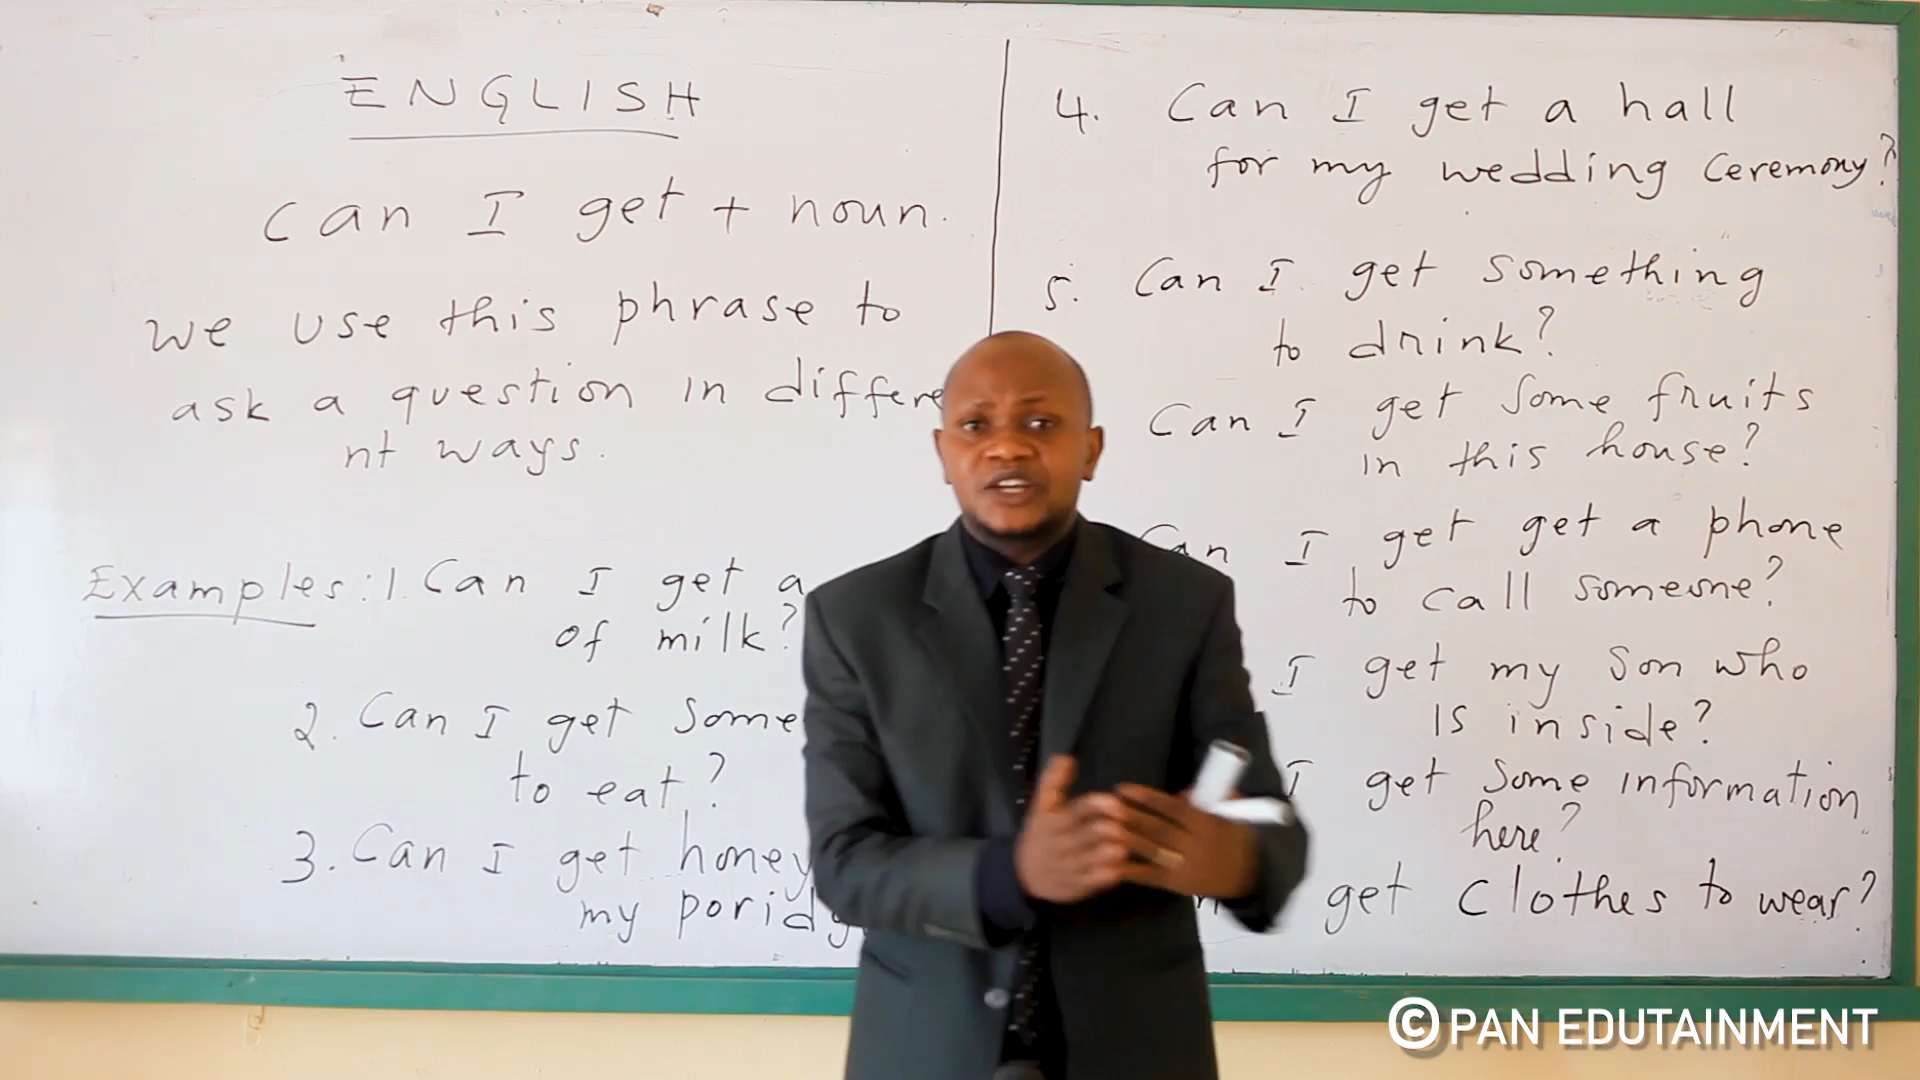 ENGLISH
Can I get + noun.
We use this phrase to
ask a question in differe
nt ways.
Examples: 1. Can I get a
of milk?
2. Can I get some
to eat?
3. Can I get honey
my poridg
4. Can I get a hall
for my wedding ceremony?
5. Can I get something
to drink?
Can I get some fruits
in this house?
Can I get get a phone
to call someone?
I get my son who
is inside?
I get some information
here?
get clothes to wear?
© PAN EDUTAINMENT